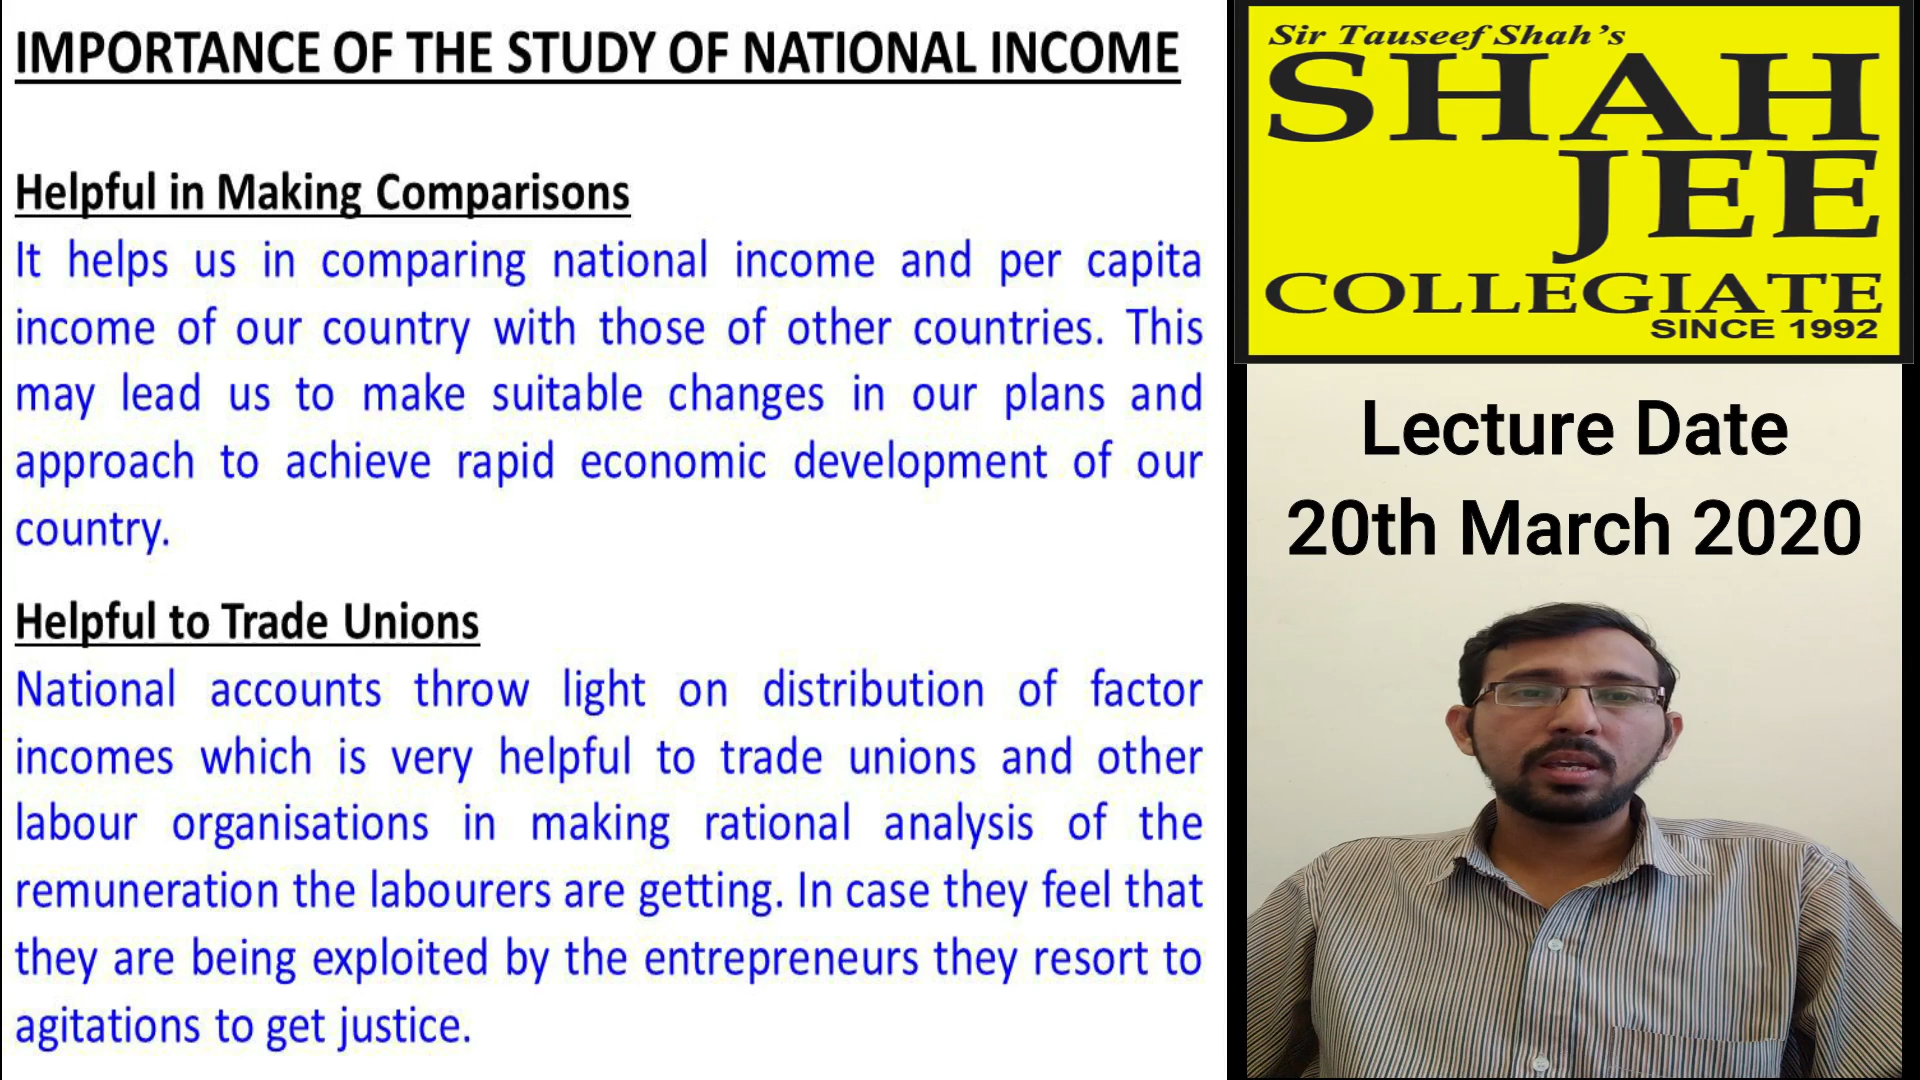 IMPORTANCE OF THE STUDY OF NATIONAL INCOME
Helpful in Making Comparisons
It helps us in comparing national income and per capita
income of our country with those of other countries. This
may lead us to make suitable changes in our plans and
approach to achieve rapid economic development of our
country.
Helpful to Trade Unions
National accounts throw light on distribution of factor
incomes which is very helpful to trade unions and other
labour organisations in making rational analysis of the
remuneration the labourers are getting. In case they feel that
they are being exploited by the entrepreneurs they resort to
agitations to get justice.
Sir Tauseef Shah's
SHAH
JEE
COLLEGIATE
SINCE 1992
Lecture Date
20th March 2020